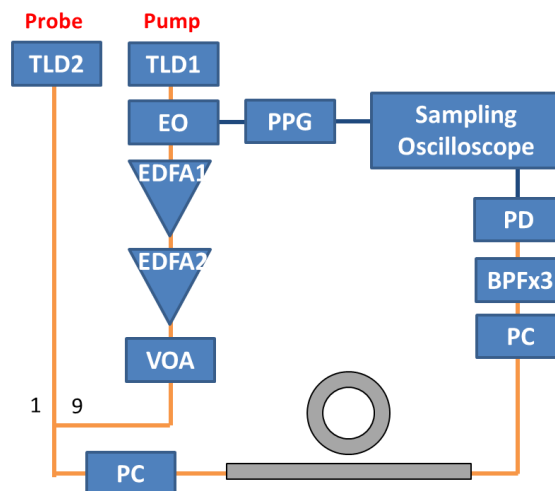 Probe
Pump
TLD2
TLD1
EO
PPG
Sampling
Oscilloscope
EDFA1
PD
EDFA2
BPFx3
PC
VOA
1
9
PC